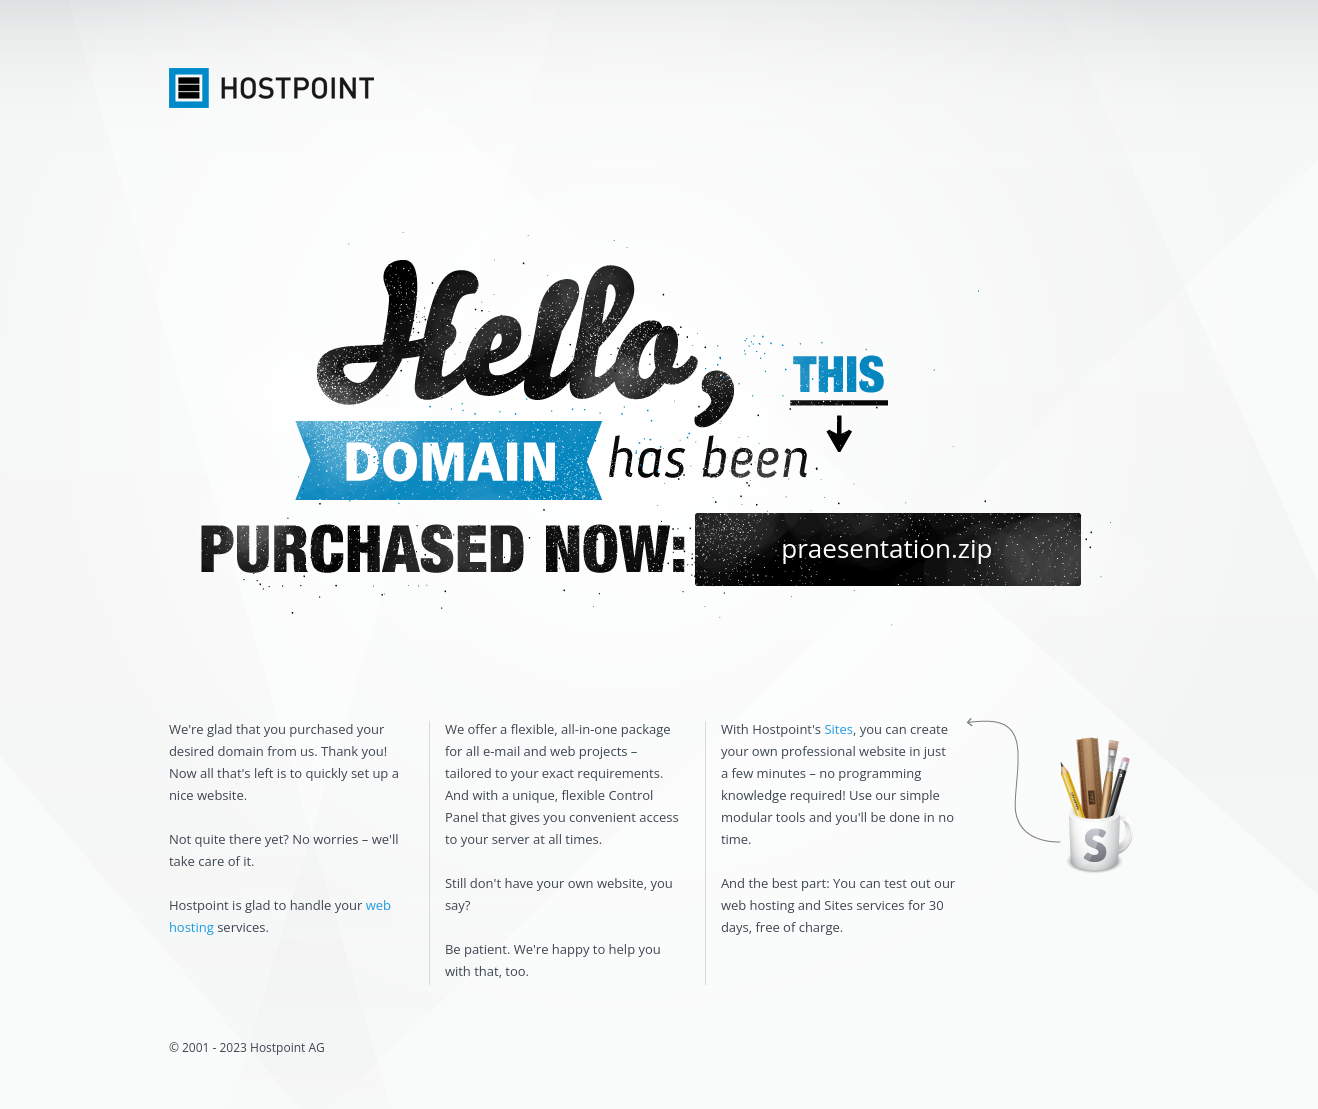 HOSTPOINT
Hello,
THIS
DOMAIN has been
PURCHASED NOW: praesentation.zip
We're glad that you purchased your
desired domain from us. Thank you!
Now all that's left is to quickly set up a
nice website.
Not quite there yet? No worries – we'll
take care of it.
Hostpoint is glad to handle your web
hosting services.
We offer a flexible, all-in-one package
for all e-mail and web projects –
tailored to your exact requirements.
And with a unique, flexible Control
Panel that gives you convenient access
to your server at all times.
Still don't have your own website, you
say?
Be patient. We're happy to help you
with that, too.
With Hostpoint's Sites, you can create
your own professional website in just
a few minutes – no programming
knowledge required! Use our simple
modular tools and you'll be done in no
time.
And the best part: You can test out our
web hosting and Sites services for 30
days, free of charge.
S
© 2001 - 2023 Hostpoint AG